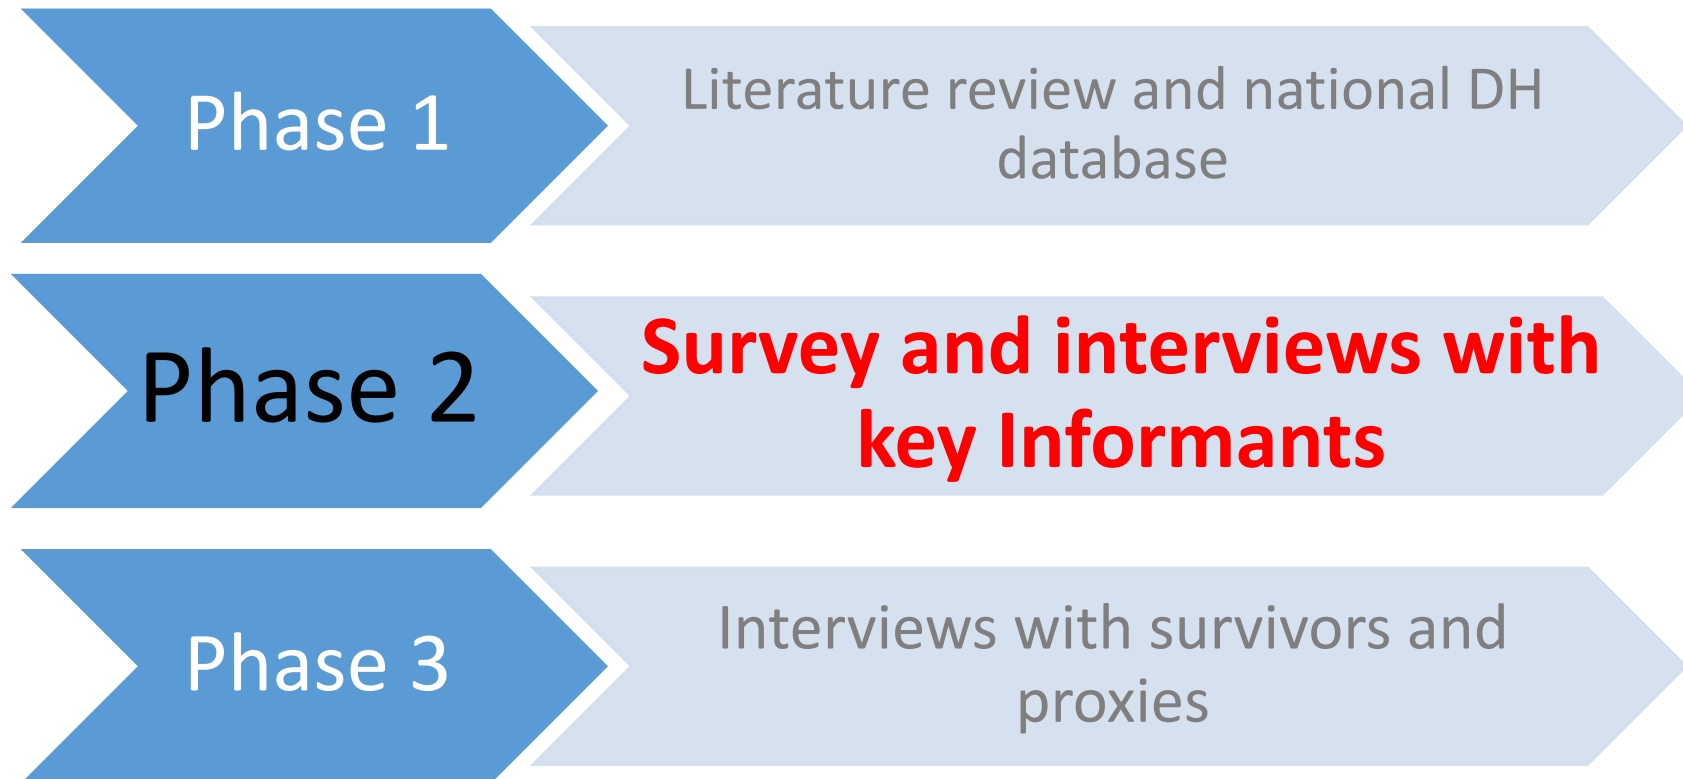 Phase 1
Literature review and national DH
database
Phase 2
Survey and interviews with
key Informants
Phase 3
Interviews with survivors and
proxies